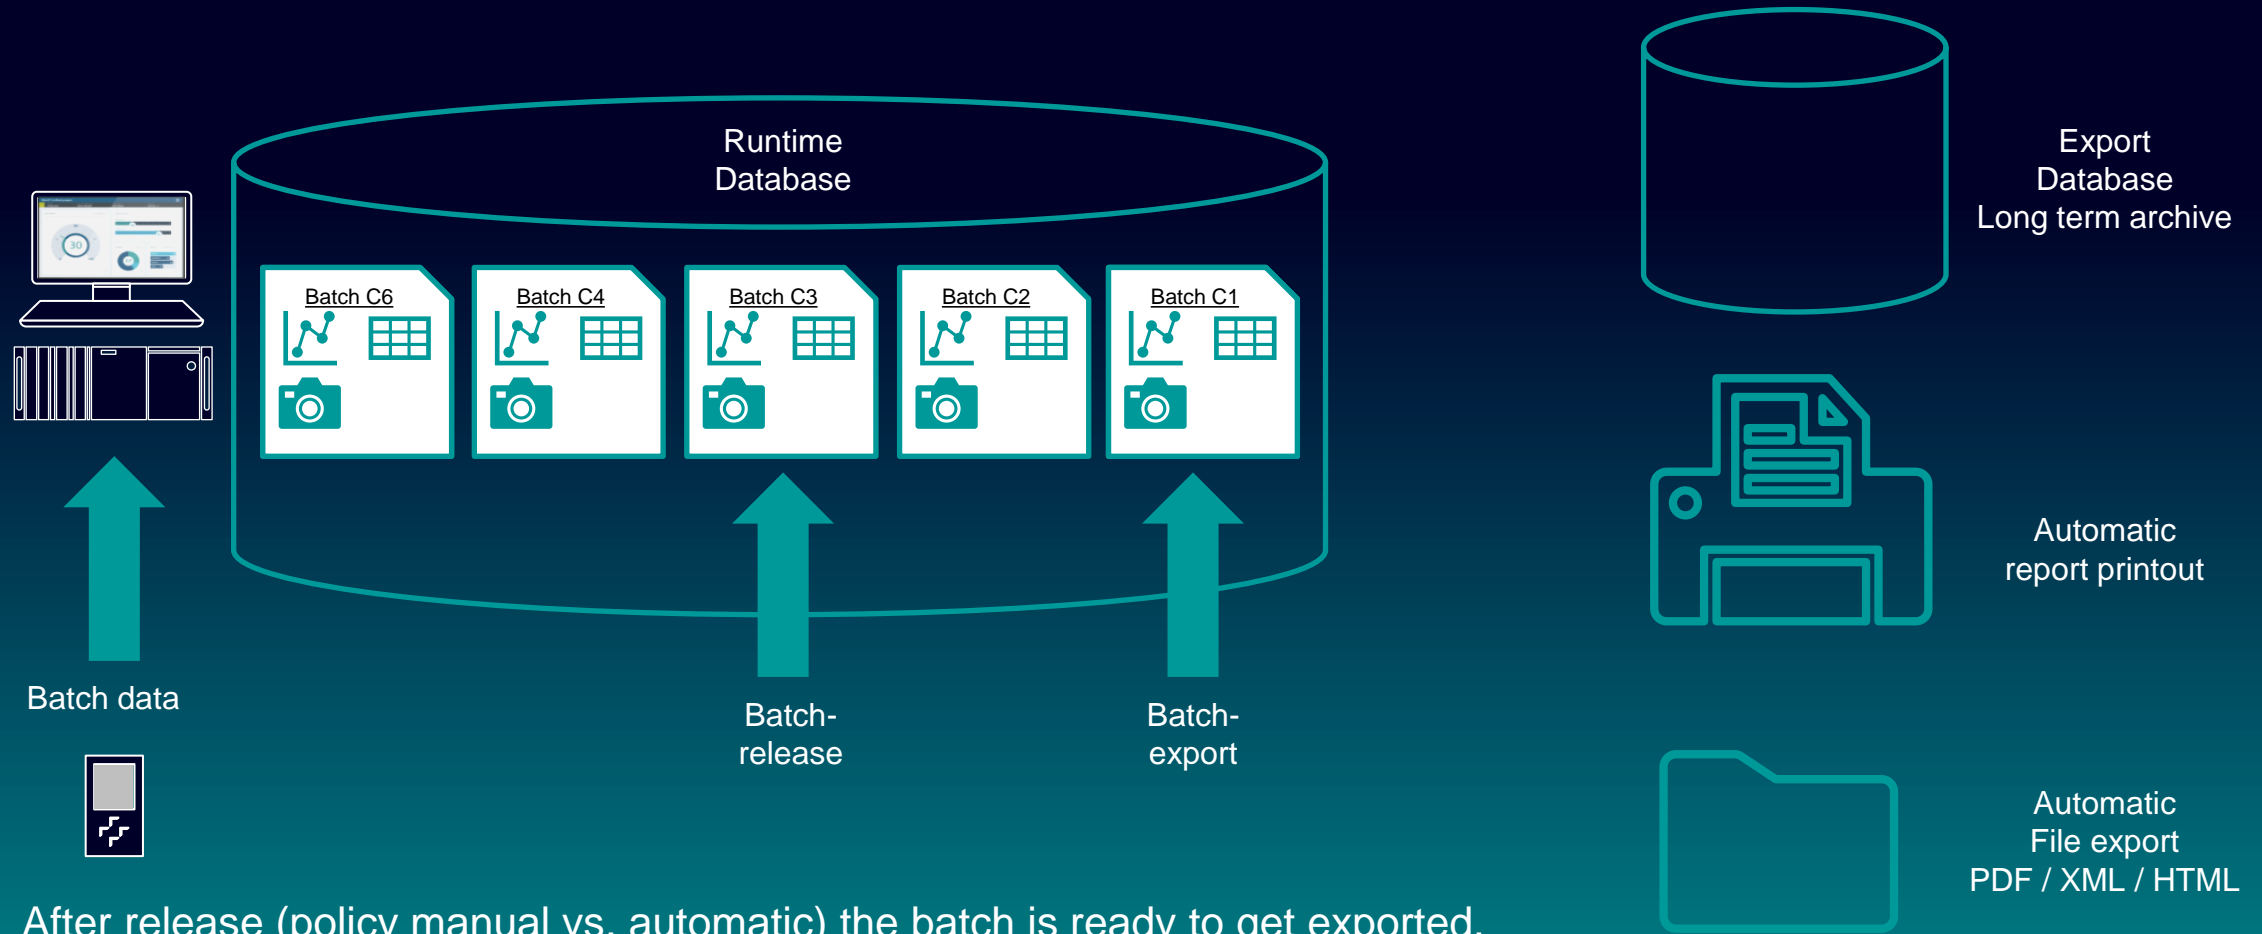 Runtime
Database
Batch C6
Batch C4
Batch C3
Batch C2
Batch C1
30
Batch data
Batch-
release
Batch-
export
Export
Database
Long term archive
Automatic
report printout
Automatic
File export
PDF / XML / HTML
After release (policy manual vs. automatic) the batch is ready to get exported.